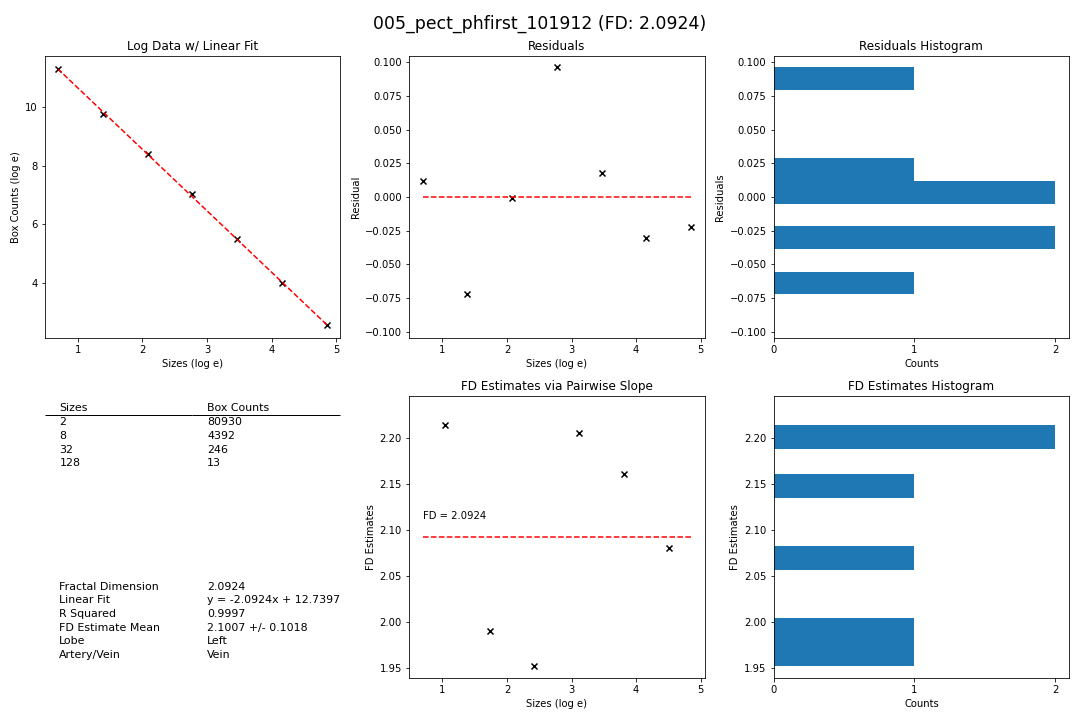 005_pect_phfirst_101912 (FD: 2.0924)
Log Data w/ Linear Fit
Box Counts (log e)
10
8
6
4
1 2 3 4 5
Sizes (log e)
Residuals
Residual
0.100
0.075
0.050
0.025
0.000
−0.025
−0.050
−0.075
−0.100
1 2 3 4 5
Sizes (log e)
Residuals Histogram
Residuals
0.100
0.075
0.050
0.025
0.000
−0.025
−0.050
−0.075
−0.100
0 1 2
Counts
Sizes Box Counts
2 80930
8 4392
32 246
128 13
Fractal Dimension 2.0924
Linear Fit y = -2.0924x + 12.7397
R Squared 0.9997
FD Estimate Mean 2.1007 +/- 0.1018
Lobe Left
Artery/Vein Vein
FD Estimates via Pairwise Slope
FD Estimates
2.20
2.15
2.10
2.05
2.00
1.95
FD = 2.0924
1 2 3 4 5
Sizes (log e)
FD Estimates Histogram
FD Estimates
2.20
2.15
2.10
2.05
2.00
1.95
0 1 2
Counts